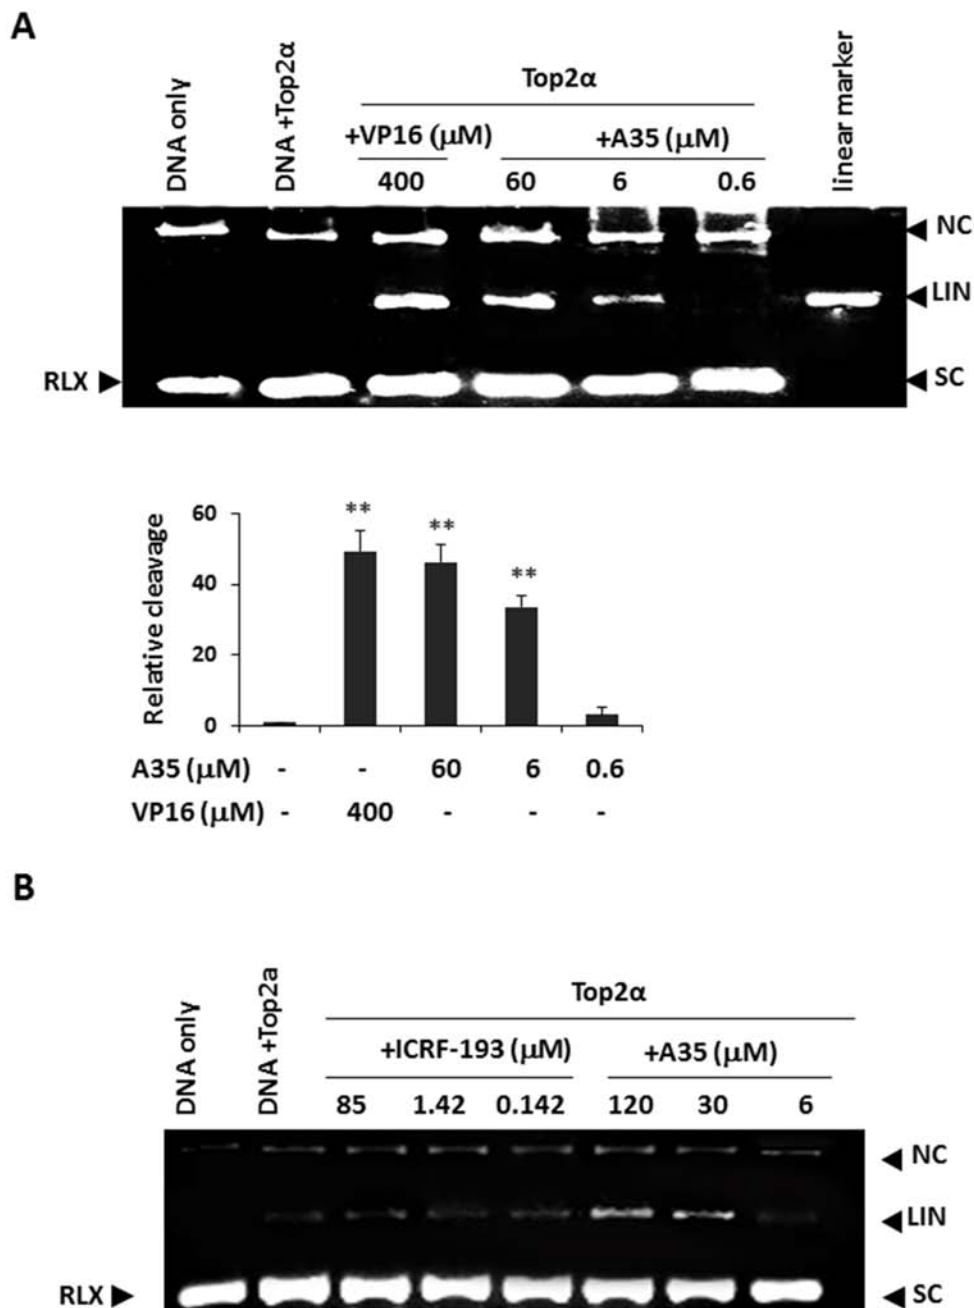 A
DNA only
DNA +Top2α
Top2α
linear marker
+VP16 (μM)
+A35 (μM)
400
60
6
0.6
NC
LIN
RLX
SC
Relative cleavage
60
40
20
0
**
**
**
A35 (μM) - - 60 6 0.6
VP16 (μM) - 400 - - -
B
DNA only
DNA +Top2a
Top2α
+ICRF-193 (μM)
+A35 (μM)
85 1.42 0.142 120 30 6
NC
LIN
RLX
SC